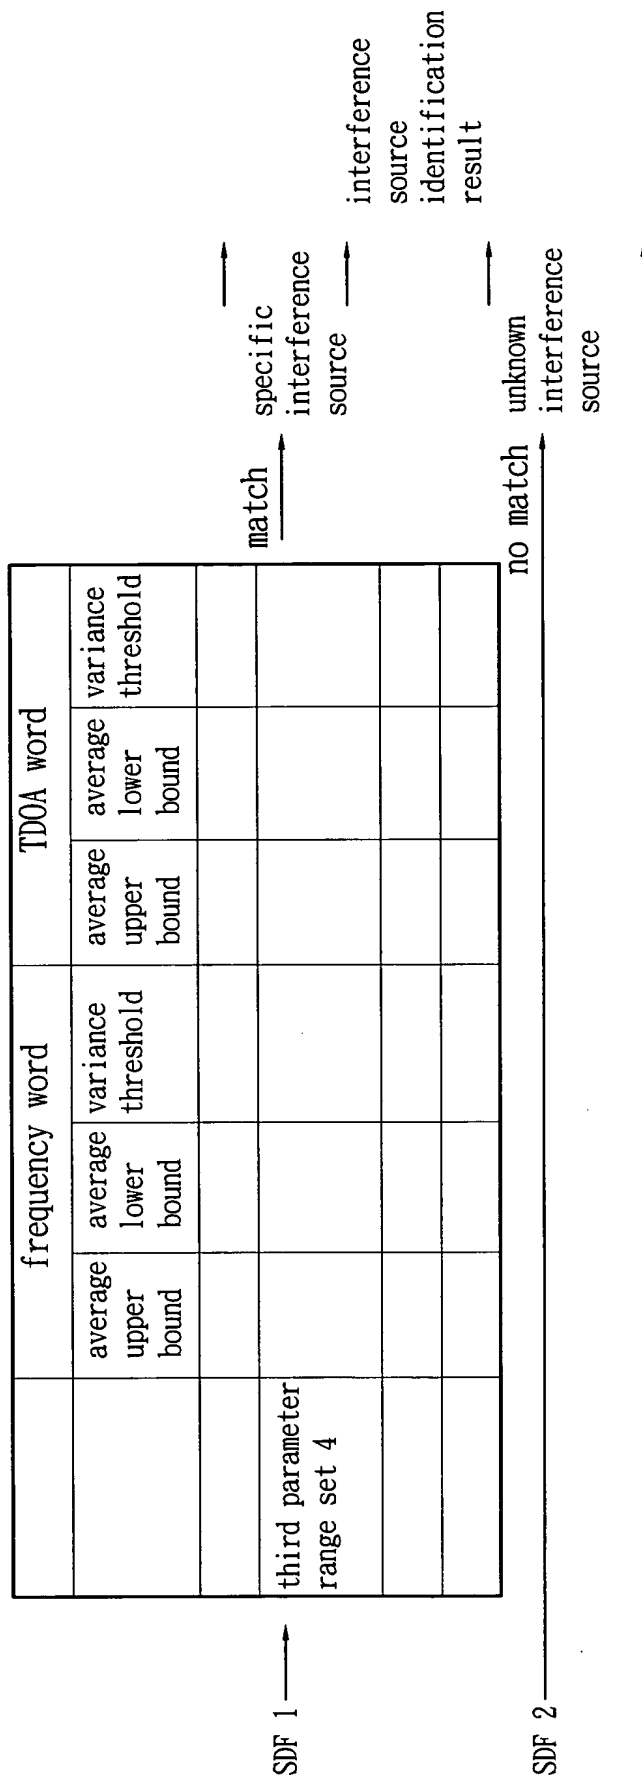 frequency word
TDOA word
average
upper
bound
average
lower
bound
variance
threshold
average
upper
bound
average
lower
bound
variance
threshold
SDF 1
third parameter
range set 4
match
specific
interference
source
interference
source
identification
result
SDF 2
no match
unknown
interference
source